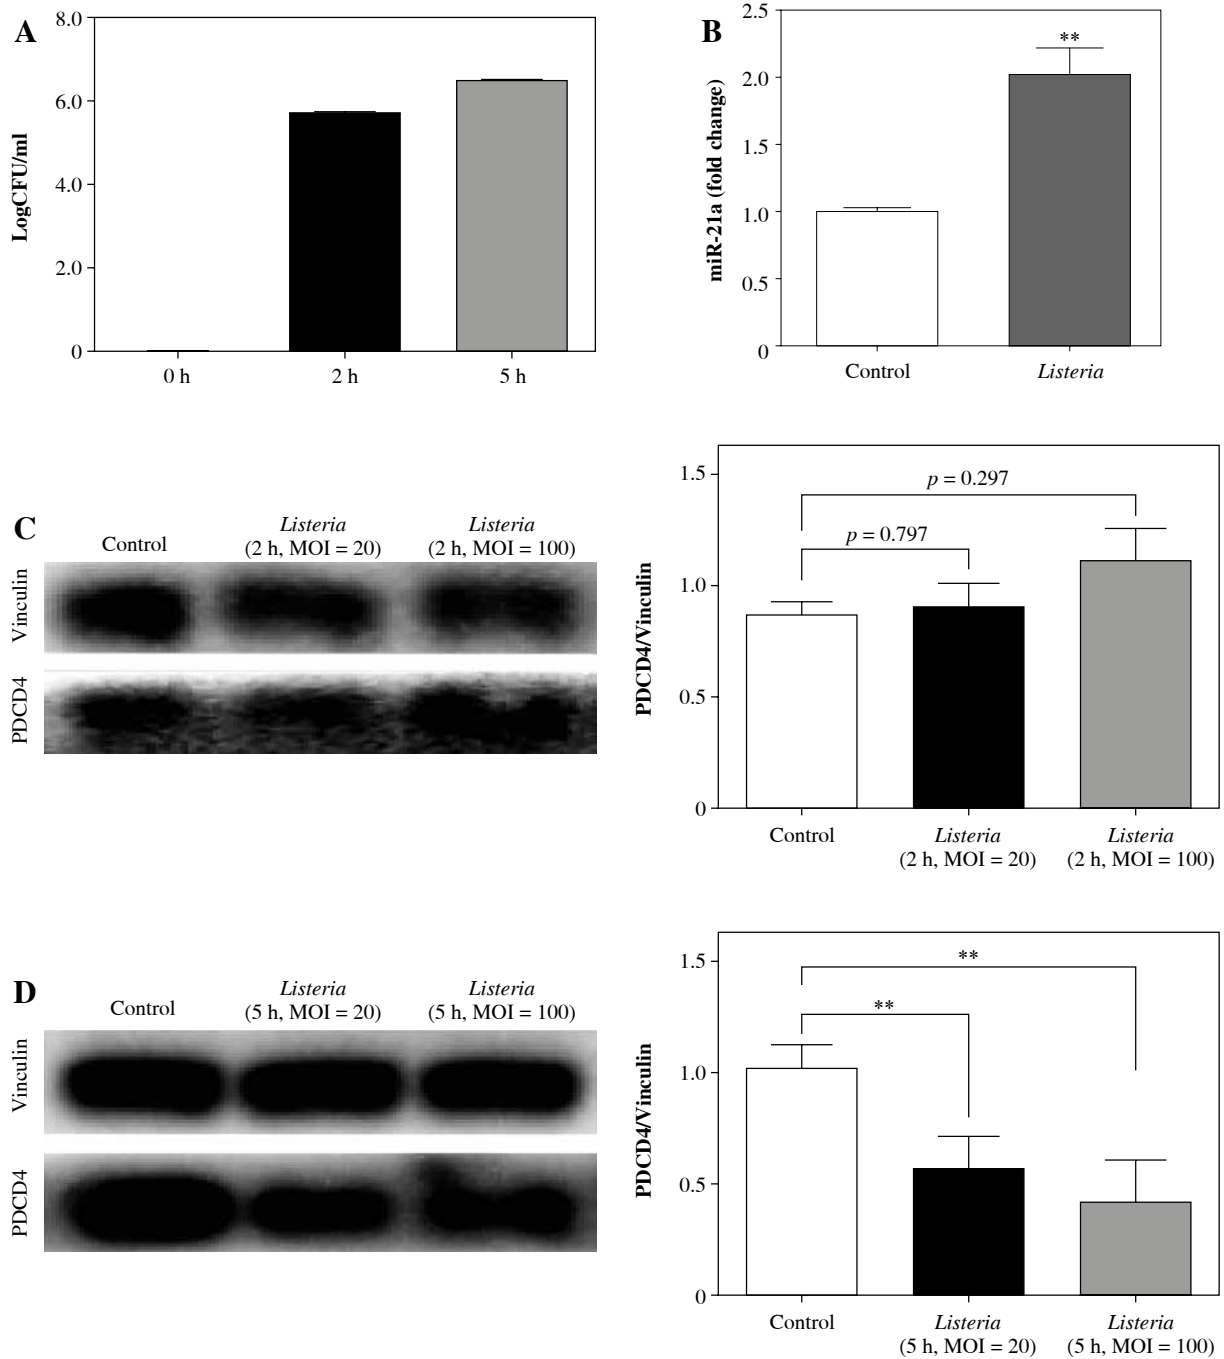 A
8.0
6.0
4.0
2.0
0
LogCFU/ml
0 h
2 h
5 h
B
2.5
2.0
1.5
1.0
0.5
0
miR-21a (fold change)
**
Control
Listeria
C
Control
Listeria
(2 h, MOI = 20)
Listeria
(2 h, MOI = 100)
Vinculin
PDCD4
1.5
1.0
0.5
0
PDCD4/Vinculin
p = 0.297
p = 0.797
Control
Listeria
(2 h, MOI = 20)
Listeria
(2 h, MOI = 100)
D
Control
Listeria
(5 h, MOI = 20)
Listeria
(5 h, MOI = 100)
Vinculin
PDCD4
1.5
1.0
0.5
0
PDCD4/Vinculin
**
**
Control
Listeria
(5 h, MOI = 20)
Listeria
(5 h, MOI = 100)